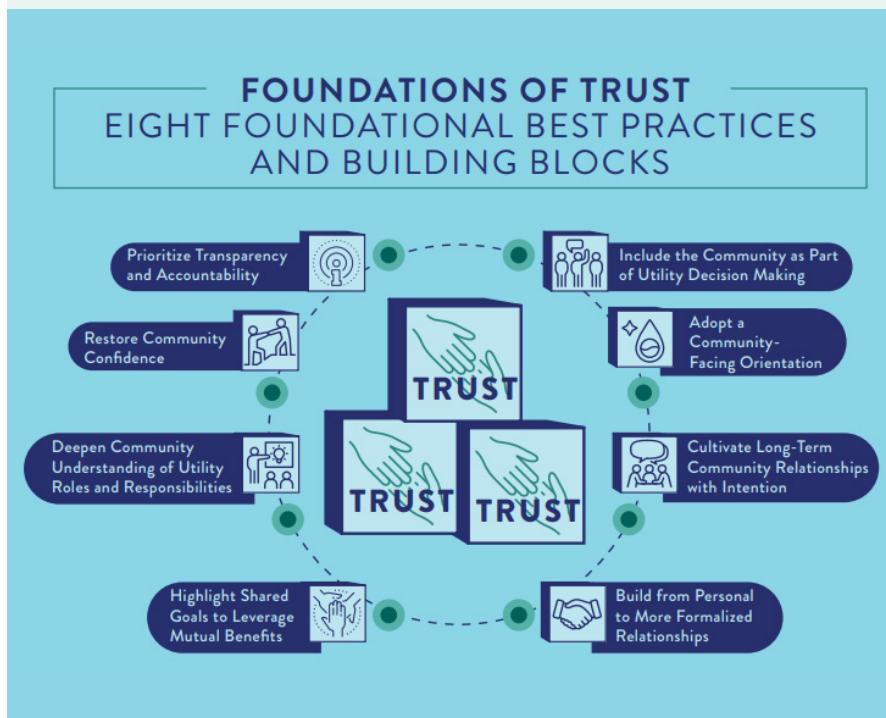 FOUNDATIONS OF TRUST
EIGHT FOUNDATIONAL BEST PRACTICES
AND BUILDING BLOCKS
Prioritize Transparency
and Accountability
Include the Community as Part
of Utility Decision Making
Restore Community
Confidence
Adopt a
Community-
Facing Orientation
TRUST
Deepen Community
Understanding of Utility
Roles and Responsibilities
Cultivate Long-Term
Community Relationships
with Intention
TRUST
TRUST
Highlight Shared
Goals to Leverage
Mutual Benefits
Build from Personal
to More Formalized
Relationships